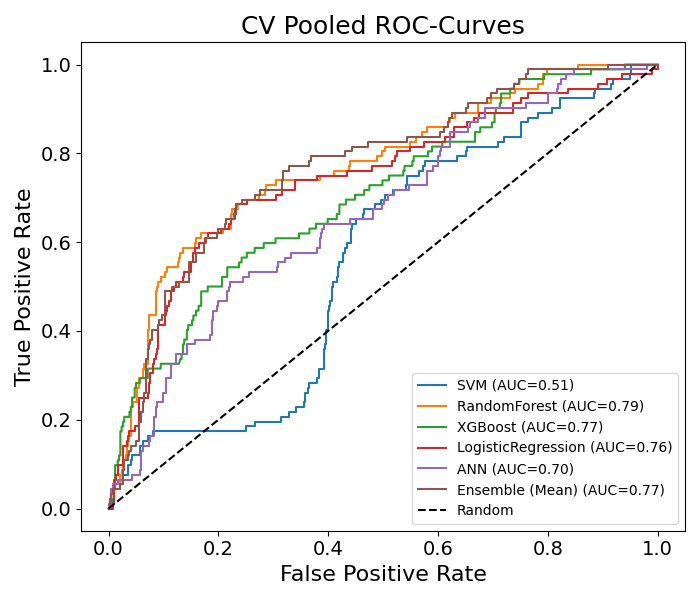 CV Pooled ROC-Curves
True Positive Rate
1.0
0.8
0.6
0.4
0.2
0.0
SVM (AUC=0.51)
RandomForest (AUC=0.79)
XGBoost (AUC=0.77)
LogisticRegression (AUC=0.76)
ANN (AUC=0.70)
Ensemble (Mean) (AUC=0.77)
Random
0.0 0.2 0.4 0.6 0.8 1.0
False Positive Rate